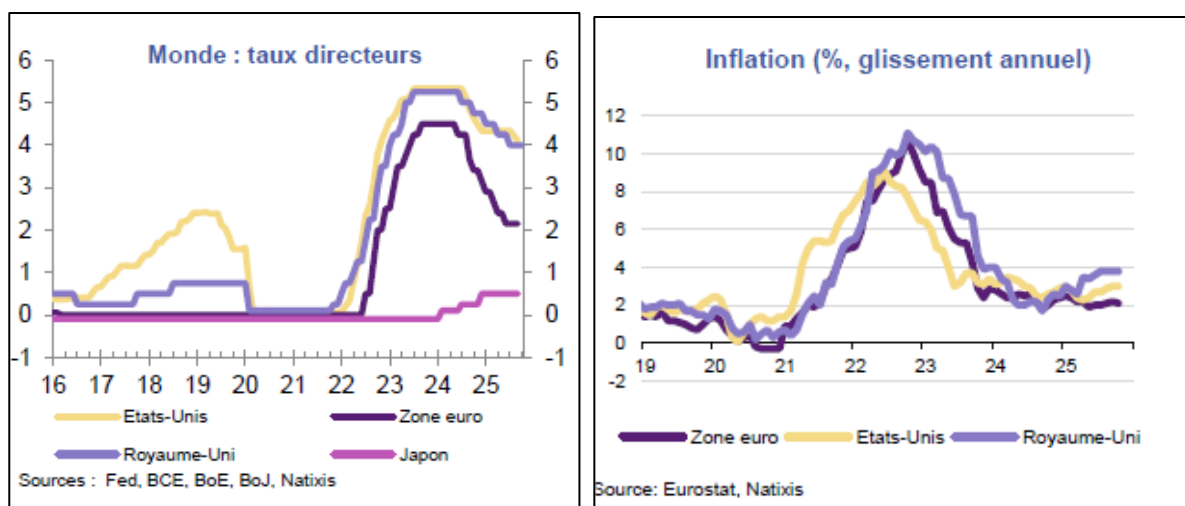 Monde : taux directeurs
6 6
5 5
4 4
3 3
2 2
1 1
0 0
-1 -1
16 17 18 19 20 21 22 23 24 25
Etats-Unis Zone euro
Royaume-Uni Japon
Sources : Fed, BCE, BoE, BoJ, Natixis
Inflation (%, glissement annuel)
12
10
8
6
4
2
0
-2
19 20 21 22 23 24 25
Zone euro Etats-Unis Royaume-Uni
Source: Eurostat, Natixis